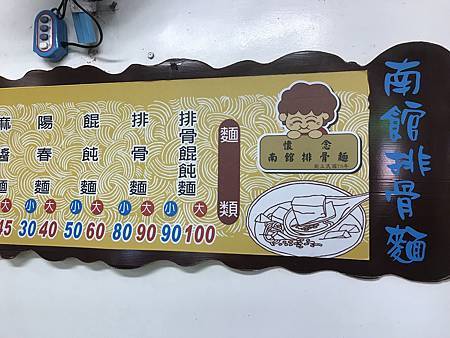 南館排骨麵
懷念
南館排骨麵
麵類
排骨餛飩麵 小 大 90 100
排骨麵 小 大 80 90
餛飩麵 小 大 50 60
陽春麵 小 大 30 40
麻醬麵 大 45